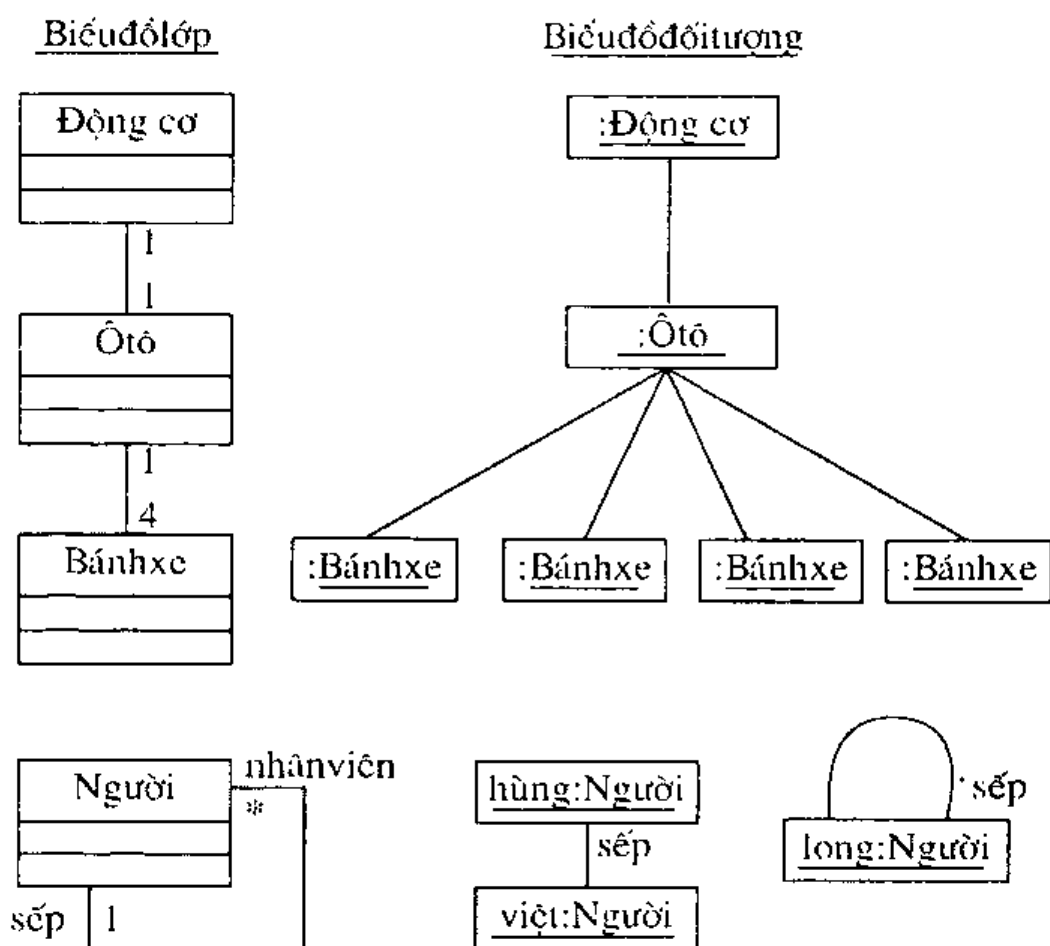 Biểuđồlớp
Biểuđồđốitượng
Động cơ
1
1
Ôtô
1
4
Bánhxe
:Động cơ
:Ôtô
:Bánhxe :Bánhxe :Bánhxe :Bánhxe
Người
nhânviên
*
sếp 1
hùng:Người
sếp
việt:Người
sếp
long:Người